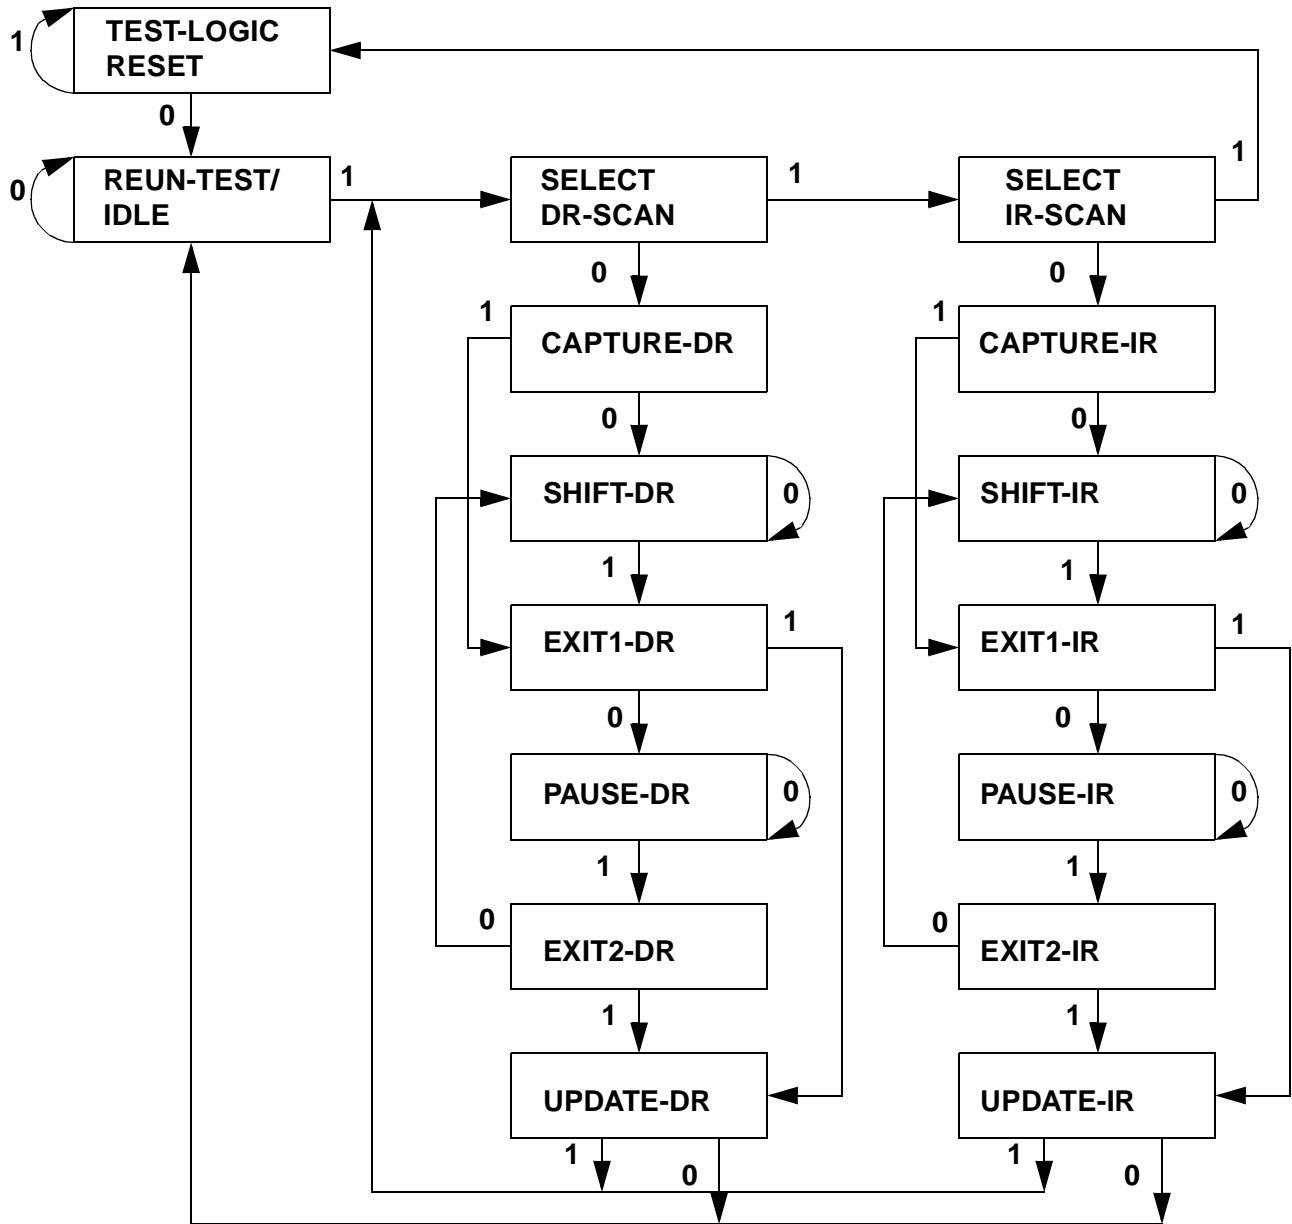 1
TEST-LOGIC
RESET
0
0
REUN-TEST/
IDLE
1
SELECT
DR-SCAN
1
SELECT
IR-SCAN
1
0
0
1
CAPTURE-DR
1
CAPTURE-IR
0
0
SHIFT-DR
0
SHIFT-IR
0
1
1
EXIT1-DR
1
EXIT1-IR
1
0
0
PAUSE-DR
0
PAUSE-IR
0
1
1
0
EXIT2-DR
0
EXIT2-IR
1
1
UPDATE-DR
UPDATE-IR
1
0
1
0